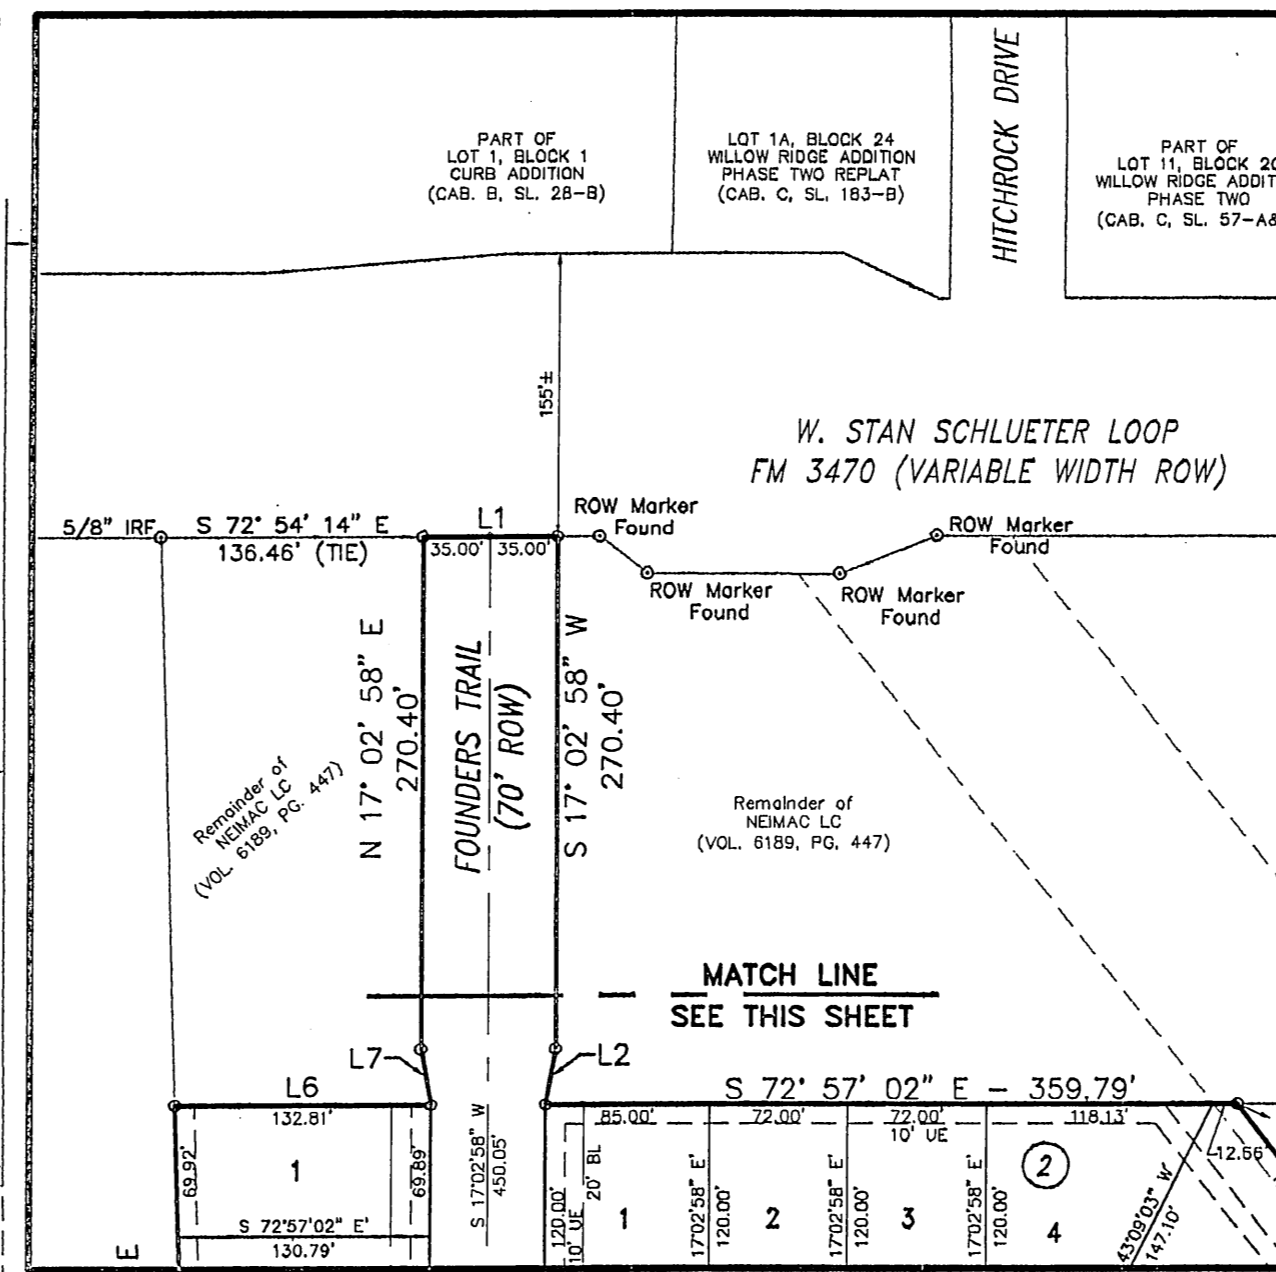 PART OF
LOT 1, BLOCK 1
CURB ADDITION
(CAB. B, SL. 28-B)
LOT 1A, BLOCK 24
WILLOW RIDGE ADDITION
PHASE TWO REPLAT
(CAB. C, SL. 183-B)
HITCHROCK DRIVE
PART OF
LOT 11, BLOCK 20
WILLOW RIDGE ADDIT
PHASE TWO
(CAB. C, SL. 57-A&
155'±
W. STAN SCHLUETER LOOP
FM 3470 (VARIABLE WIDTH ROW)
5/8" IRF
S 72° 54' 14" E
136.46' (TIE)
L1
35.00'
35.00'
ROW Marker
Found
ROW Marker
Found
ROW Marker
Found
ROW Marker
Found
N 17° 02' 58" E
270.40'
FOUNDERS TRAIL
(70' ROW)
S 17° 02' 58" W
270.40'
Remainder of
NEIMAC LC
(VOL. 6189, PG. 447)
Remainder of
NEIMAC LC
(VOL. 6189, PG. 447)
MATCH LINE
SEE THIS SHEET
L7
L2
L6
132.81'
S 72° 57' 02" E - 359.79'
85.00'
72.00'
72.00'
118.13'
10' UE
12.66'
69.92'
1
69.89'
S 72°57'02" E'
130.79'
E
S 17°02'58" W
450.05'
120.00'
10' UE
20' BL
1
17°02'58" E'
120.00'
2
17°02'58" E'
120.00'
3
17°02'58" E'
120.00'
2
4
43°09'03" W
147.10'